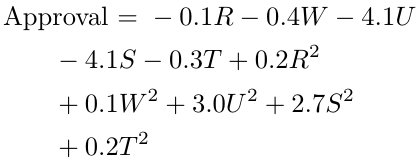 Approval = − 0.1R − 0.4W − 4.1U
− 4.1S − 0.3T + 0.2R²
+ 0.1W² + 3.0U² + 2.7S²
+ 0.2T²